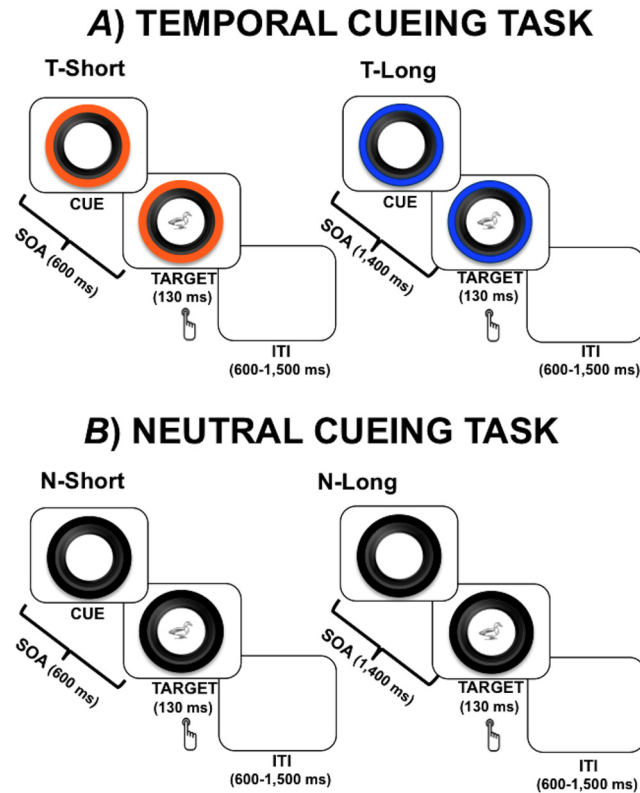 A) TEMPORAL CUEING TASK
T-Short
CUE
SOA (600 ms)
TARGET
(130 ms)
ITI
(600-1,500 ms)
T-Long
CUE
SOA (1,400 ms)
TARGET
(130 ms)
ITI
(600-1,500 ms)
B) NEUTRAL CUEING TASK
N-Short
CUE
SOA (600 ms)
TARGET
(130 ms)
ITI
(600-1,500 ms)
N-Long
SOA (1,400 ms)
TARGET
(130 ms)
ITI
(600-1,500 ms)